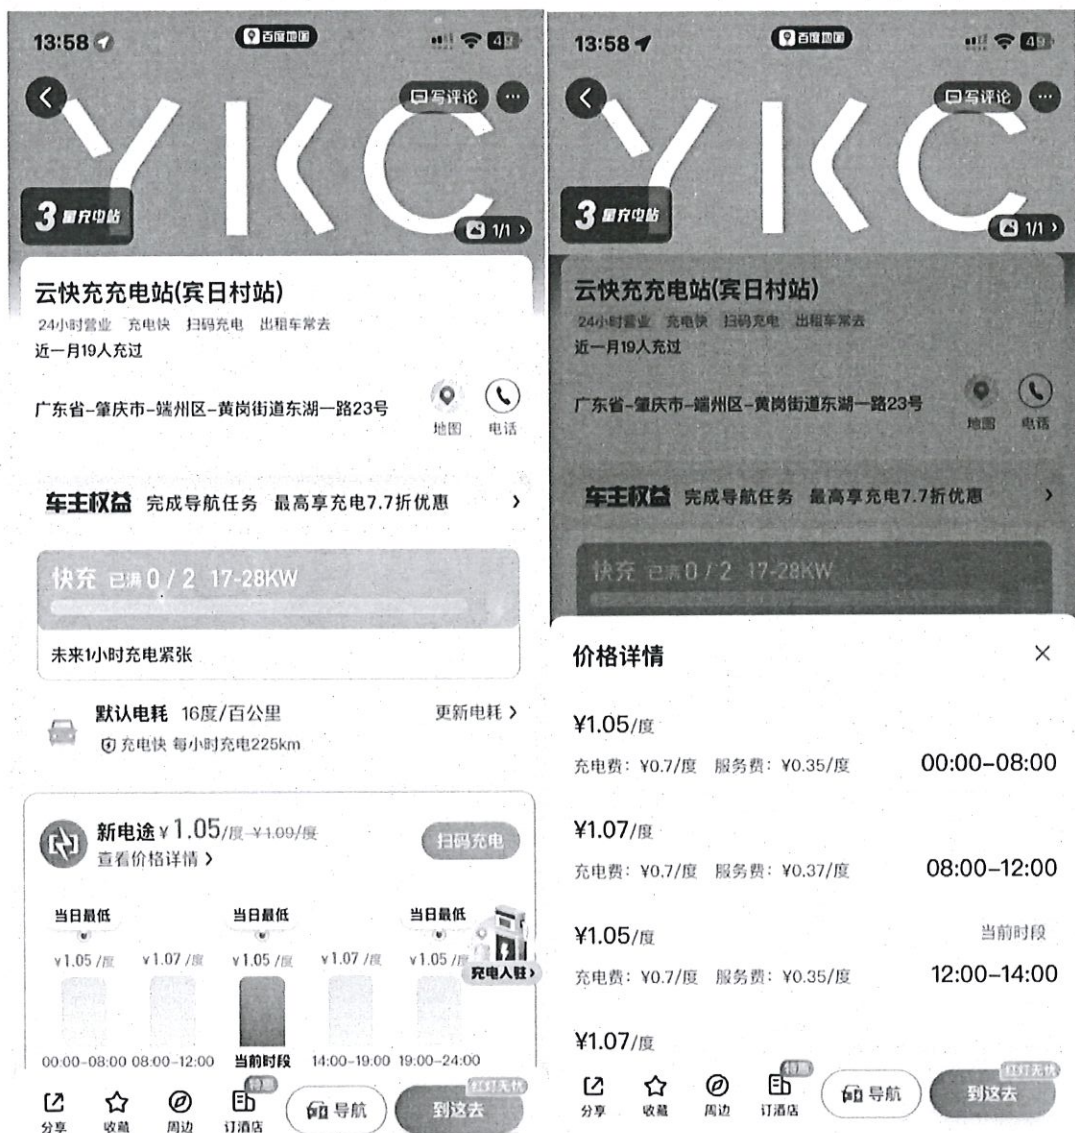 13:58
百度地图
49
写评论
YKC
3星充电站
1/1
云快充充电站(宾日村站)
24小时营业 充电快 扫码充电 出租车常去
近一月19人充过
广东省-肇庆市-端州区-黄岗街道东湖一路23号
地图 电话
车主权益 完成导航任务 最高享充电7.7折优惠
快充 已满0/2 17-28KW
未来1小时充电紧张
默认电耗 16度/百公里 更新电耗
充电快 每小时充电225km
新电途¥1.05/度 ¥1.09/度
扫码充电
查看价格详情
当日最低 当日最低 当日最低
¥1.05/度 ¥1.07/度 ¥1.05/度 ¥1.07/度 ¥1.05/度
充电入驻
00:00-08:00 08:00-12:00 当前时段 14:00-19:00 19:00-24:00
特惠 红灯无忧
分享 收藏 周边 订酒店 导航 到这去
13:58
百度地图
49
写评论
YKC
3星充电站
1/1
云快充充电站(宾日村站)
24小时营业 充电快 扫码充电 出租车常去
近一月19人充过
广东省-肇庆市-端州区-黄岗街道东湖一路23号
地图 电话
车主权益 完成导航任务 最高享充电7.7折优惠
快充 已满0/2 17-28KW
价格详情
¥1.05/度
充电费：¥0.7/度 服务费：¥0.35/度 00:00-08:00
¥1.07/度
充电费：¥0.7/度 服务费：¥0.37/度 08:00-12:00
¥1.05/度 当前时段
充电费：¥0.7/度 服务费：¥0.35/度 12:00-14:00
¥1.07/度
特惠 红灯无忧
分享 收藏 周边 订酒店 导航 到这去